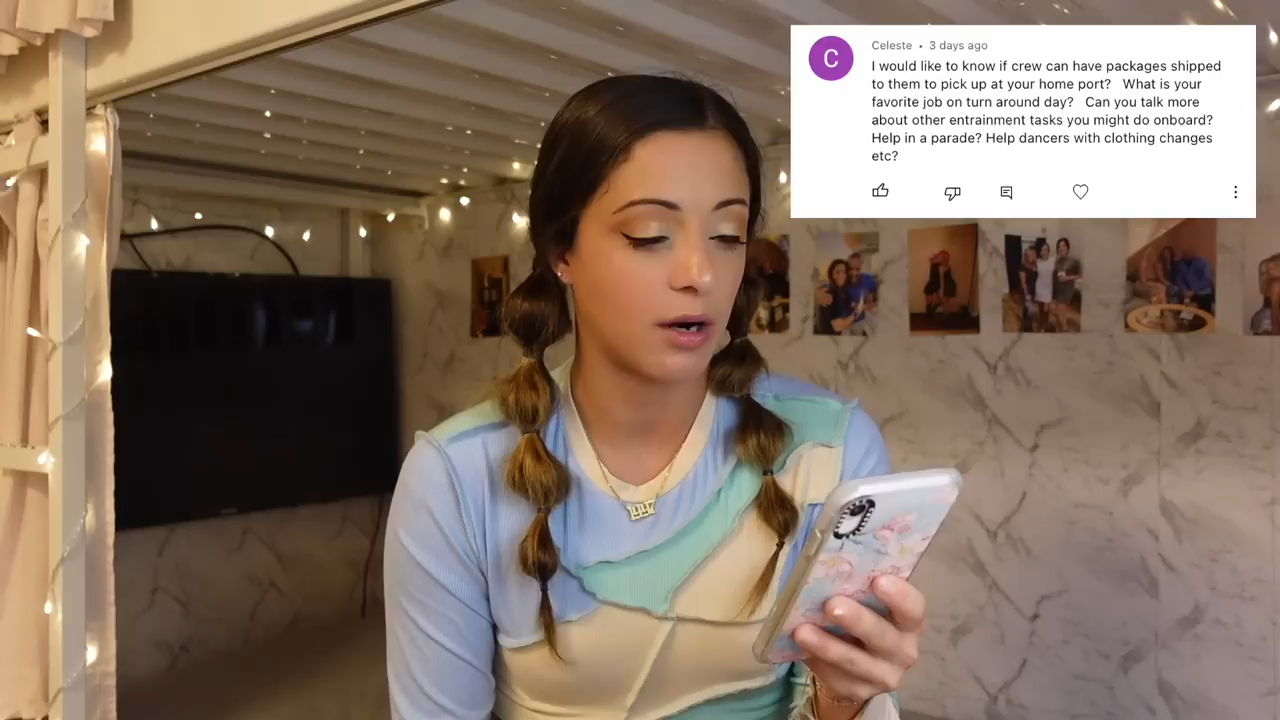 C
Celeste • 3 days ago
I would like to know if crew can have packages shipped
to them to pick up at your home port? What is your
favorite job on turn around day? Can you talk more
about other entrainment tasks you might do onboard?
Help in a parade? Help dancers with clothing changes
etc?